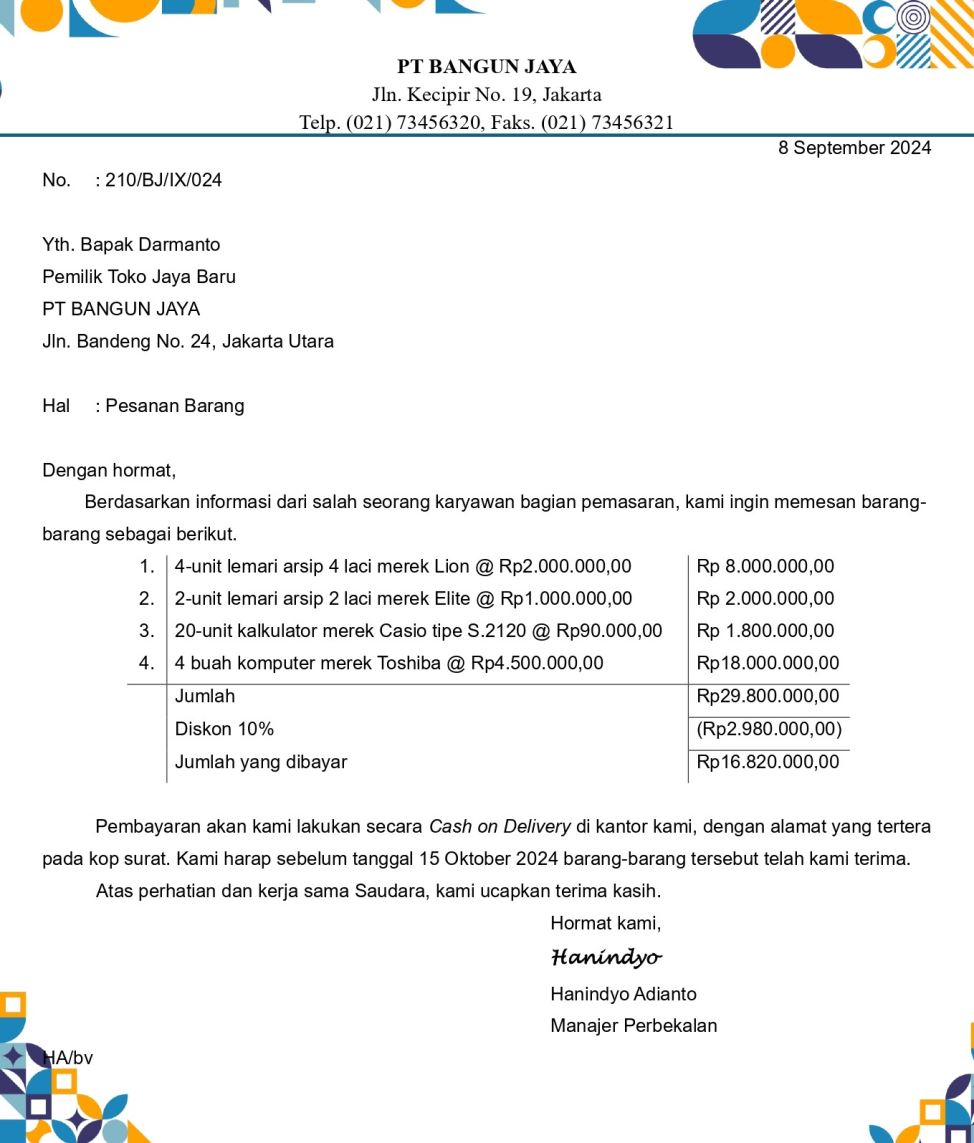 PT BANGUN JAYA
Jln. Kecipir No. 19, Jakarta
Telp. (021) 73456320, Faks. (021) 73456321
8 September 2024
No. : 210/BJ/IX/024
Yth. Bapak Darmanto
Pemilik Toko Jaya Baru
PT BANGUN JAYA
Jln. Bandeng No. 24, Jakarta Utara
Hal : Pesanan Barang
Dengan hormat,
Berdasarkan informasi dari salah seorang karyawan bagian pemasaran, kami ingin memesan barang-
barang sebagai berikut.
1. 4-unit lemari arsip 4 laci merek Lion @ Rp2.000.000,00 Rp 8.000.000,00
2. 2-unit lemari arsip 2 laci merek Elite @ Rp1.000.000,00 Rp 2.000.000,00
3. 20-unit kalkulator merek Casio tipe S.2120 @ Rp90.000,00 Rp 1.800.000,00
4. 4 buah komputer merek Toshiba @ Rp4.500.000,00 Rp18.000.000,00
Jumlah Rp29.800.000,00
Diskon 10% (Rp2.980.000,00)
Jumlah yang dibayar Rp16.820.000,00
Pembayaran akan kami lakukan secara Cash on Delivery di kantor kami, dengan alamat yang tertera
pada kop surat. Kami harap sebelum tanggal 15 Oktober 2024 barang-barang tersebut telah kami terima.
Atas perhatian dan kerja sama Saudara, kami ucapkan terima kasih.
Hormat kami,
Hanindyo
Hanindyo Adianto
Manajer Perbekalan
HA/bv